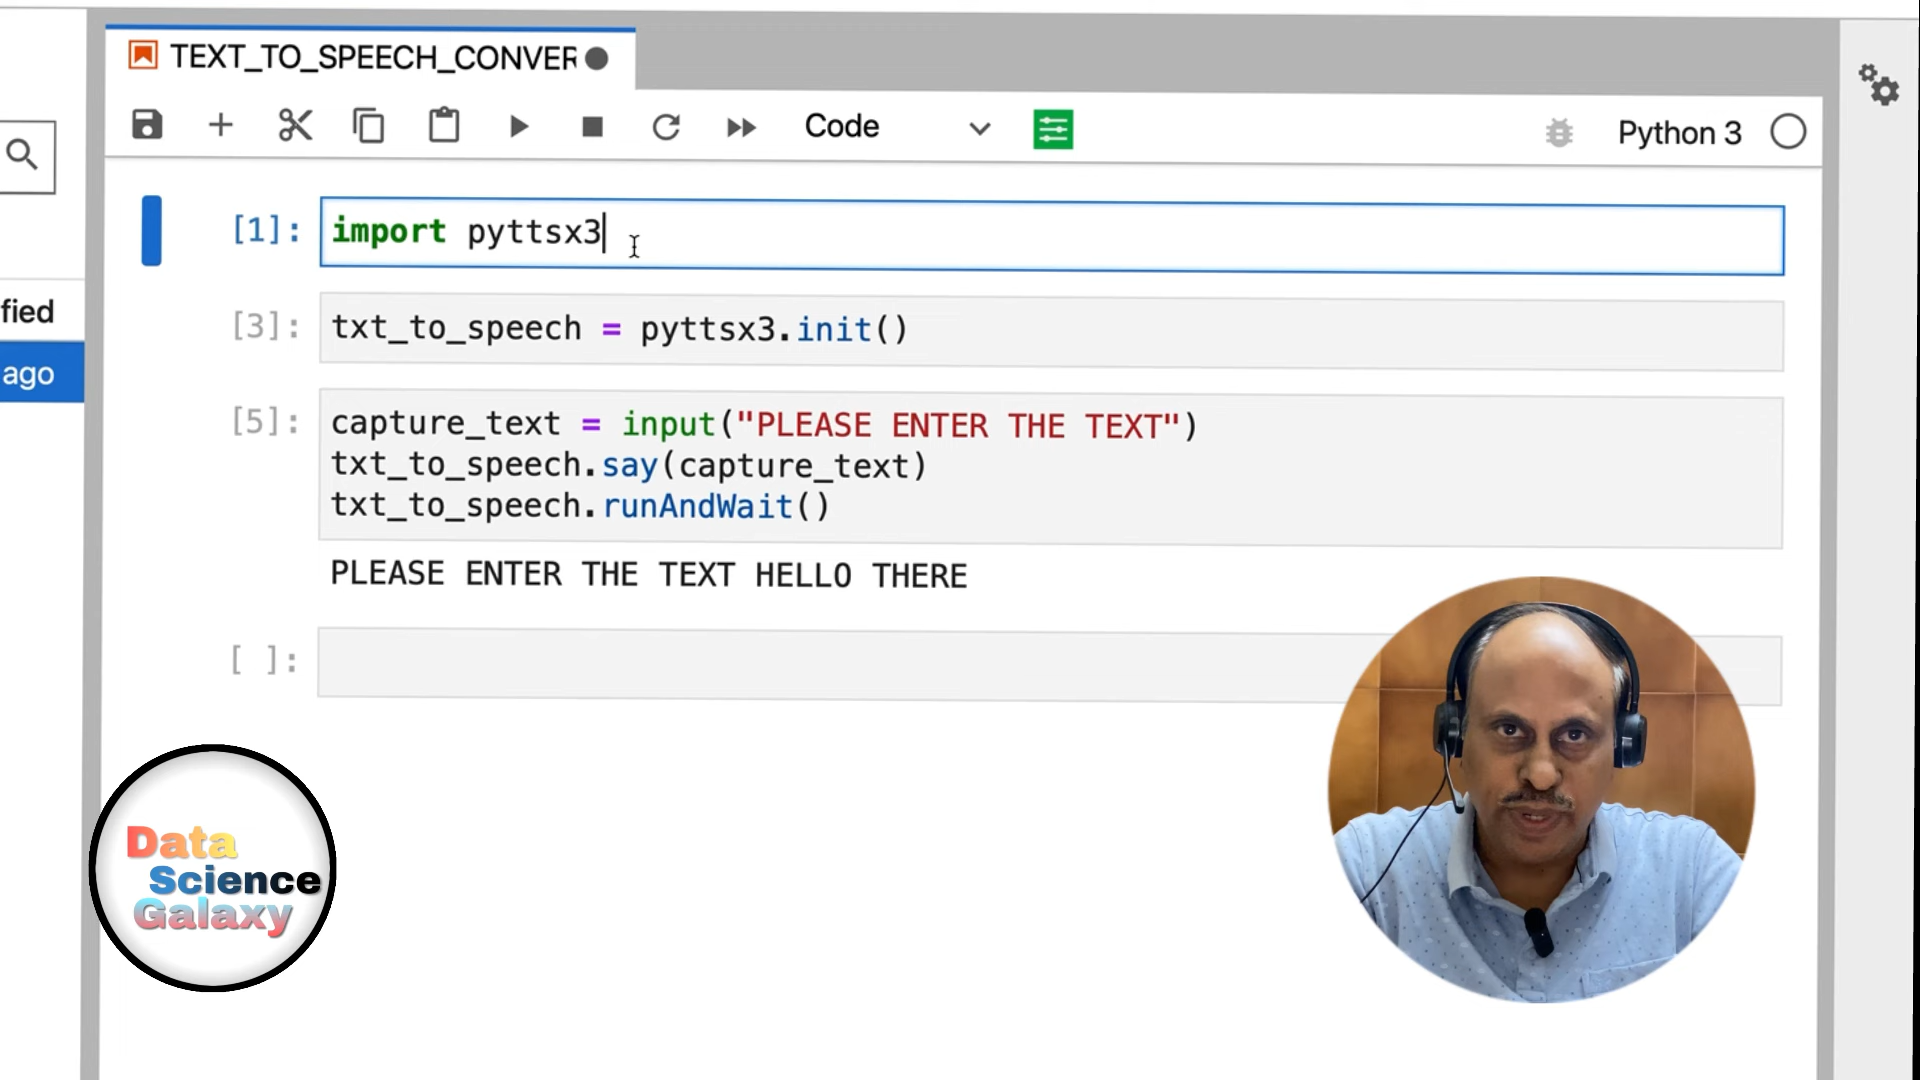 TEXT_TO_SPEECH_CONVER
Code
Python 3
fied
ago
[1]: import pyttsx3
[3]: txt_to_speech = pyttsx3.init()
[5]: capture_text = input("PLEASE ENTER THE TEXT")
txt_to_speech.say(capture_text)
txt_to_speech.runAndWait()
PLEASE ENTER THE TEXT HELLO THERE
[ ]:
Data
Science
Galaxy